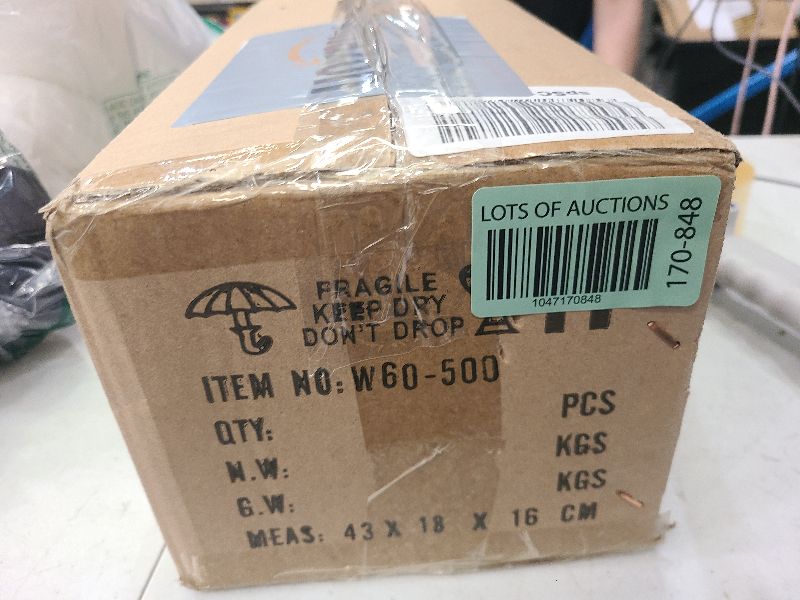 spSC
LOTS OF AUCTIONS
1047170848
170-848
FRAGILE
KEEP DRY
DON'T DROP
ITEM NO: W60-500
QTY: PCS
N.W: KGS
G.W: KGS
MEAS: 43 X 18 X 16 CM